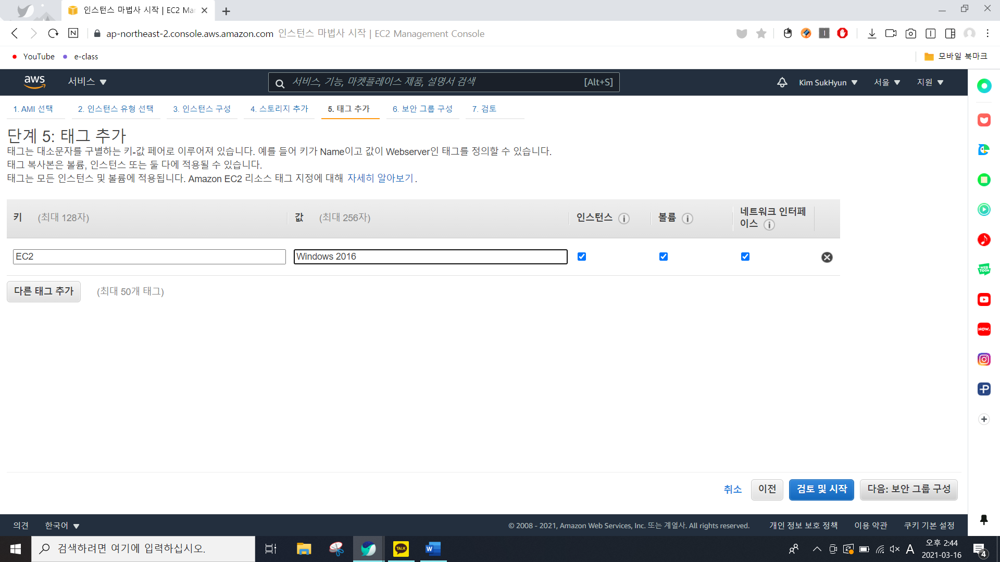 인스턴스 마법사 시작 | EC2 Mar
ap-northeast-2.console.aws.amazon.com 인스턴스 마법사 시작 | EC2 Management Console
YouTube e-class 모바일 북마크
aws 서비스 서비스, 기능, 마켓플레이스 제품, 설명서 검색 [Alt+S] Kim SukHyun 서울 지원
1. AMI 선택 2. 인스턴스 유형 선택 3. 인스턴스 구성 4. 스토리지 추가 5. 태그 추가 6. 보안 그룹 구성 7. 검토
단계 5: 태그 추가
태그는 대소문자를 구별하는 키-값 페어로 이루어져 있습니다. 예를 들어 키가 Name이고 값이 Webserver인 태그를 정의할 수 있습니다.
태그 복사본은 볼륨, 인스턴스 또는 둘 다에 적용될 수 있습니다.
태그는 모든 인스턴스 및 볼륨에 적용됩니다. Amazon EC2 리소스 태그 지정에 대해 자세히 알아보기.
키 (최대 128자) 값 (최대 256자) 인스턴스 볼륨 네트워크 인터페
이스
EC2 Windows 2016
다른 태그 추가 (최대 50개 태그)
WEB
TOON
NOW.
취소 이전 검토 및 시작 다음: 보안 그룹 구성
의견 한국어 © 2008 - 2021, Amazon Web Services, Inc. 또는 계열사. All rights reserved. 개인 정보 보호 정책 이용 약관 쿠키 기본 설정
검색하려면 여기에 입력하십시오. TALK W A 오후 2:44
2021-03-16 4